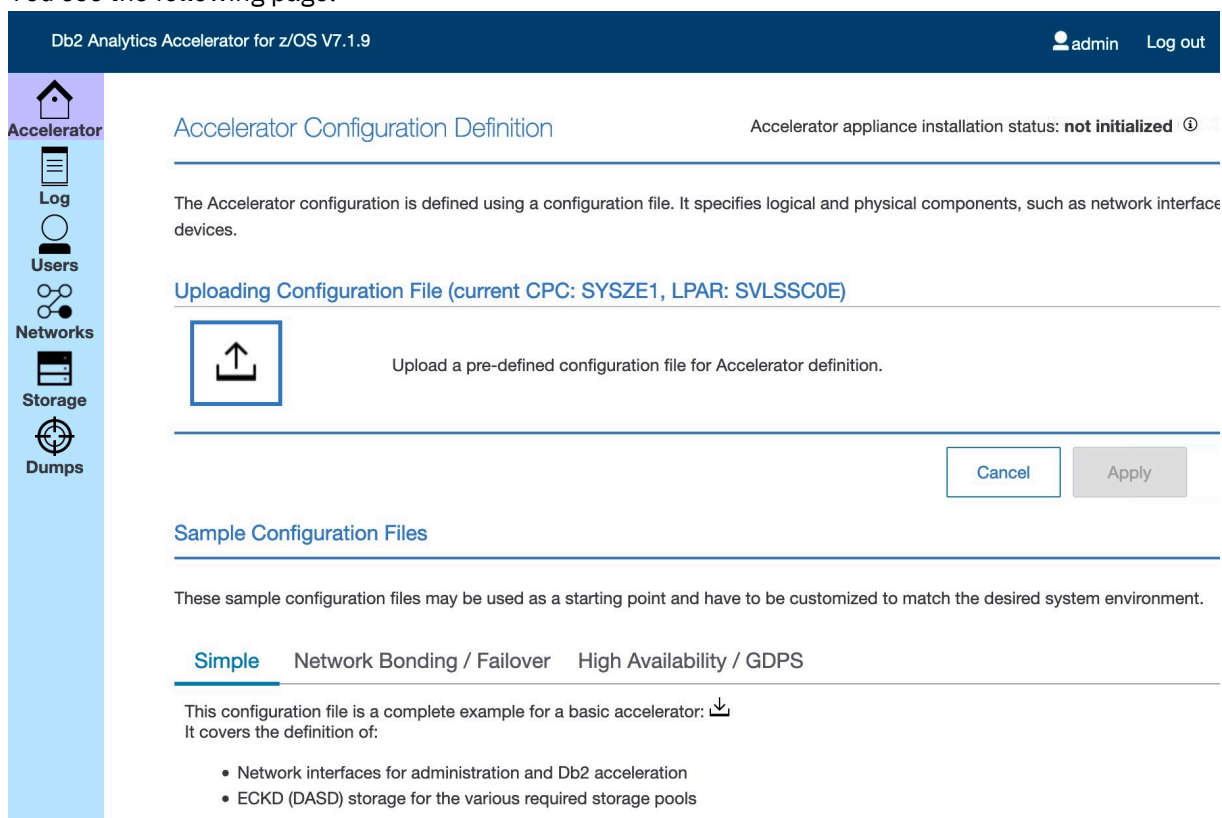 Db2 Analytics Accelerator for z/OS V7.1.9
admin Log out
Accelerator
Log
Users
Networks
Storage
Dumps
Accelerator Configuration Definition
Accelerator appliance installation status: not initialized
The Accelerator configuration is defined using a configuration file. It specifies logical and physical components, such as network interface
devices.
Uploading Configuration File (current CPC: SYSZE1, LPAR: SVLSSC0E)
Upload a pre-defined configuration file for Accelerator definition.
Cancel Apply
Sample Configuration Files
These sample configuration files may be used as a starting point and have to be customized to match the desired system environment.
Simple Network Bonding / Failover High Availability / GDPS
This configuration file is a complete example for a basic accelerator:
It covers the definition of:
• Network interfaces for administration and Db2 acceleration
• ECKD (DASD) storage for the various required storage pools